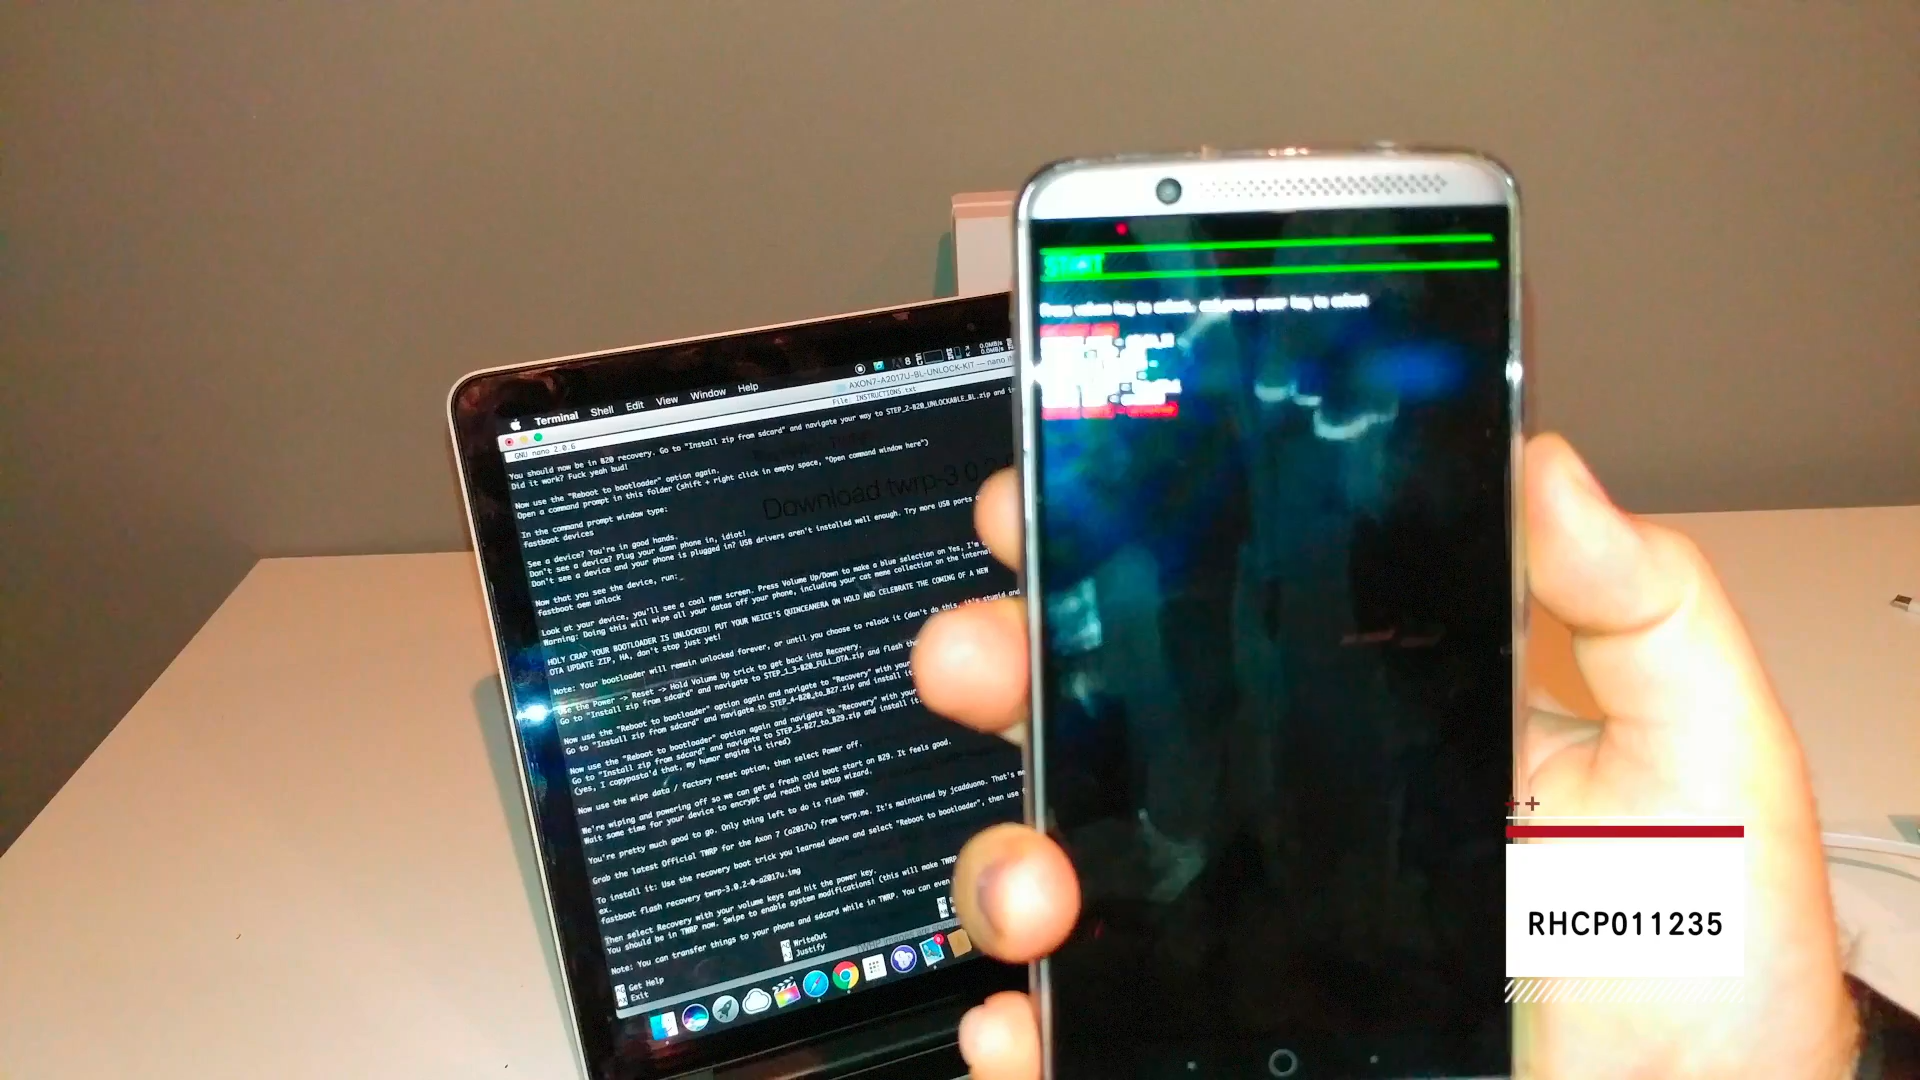 Terminal Shell Edit View Window Help
AXON7-A2017U-BL-UNLOCK-KIT — nano
GNU nano 2.0.6
File: INSTRUCTIONS.txt
You should now be in B20 recovery. Go to "Install zip from sdcard" and navigate your way to STEP_2-B20_UNLOCKABLE_BL.zip and
Did it work? Fuck yeah bud!
Now use the "Reboot to bootloader" option again.
Open a command prompt in this folder (shift + right click in empty space, "Open command window here")
In the command prompt window type:
fastboot devices
See a device? You're in good hands.
Don't see a device? Plug your damn phone in, idiot!
Don't see a device and your phone is plugged in? USB drivers aren't installed well enough. Try more USB ports
Now that you see the device, run:
fastboot oem unlock
Look at your device, you'll see a cool new screen. Press Volume Up/Down to make a blue selection on Yes, I'm
Warning: Doing this will wipe all your datas off your phone, including your cat meme collection on the internal
HOLY CRAP YOUR BOOTLOADER IS UNLOCKED! PUT YOUR NEICE'S QUINCEANERA ON HOLD AND CELEBRATE THE COMING OF A NEW
OTA UPDATE ZIP, HA, don't stop just yet!
Note: Your bootloader will remain unlocked forever, or until you choose to relock it (don't do this, it's stupid and
Use the Power -> Reset -> Hold Volume Up trick to get back into Recovery.
Go to "Install zip from sdcard" and navigate to STEP_1_3-B20_FULL_OTA.zip and flash
Now use the "Reboot to bootloader" option again and navigate to "Recovery" with your
Go to "Install zip from sdcard" and navigate to STEP_4-B20_to_B27.zip and install it.
Now use the "Reboot to bootloader" option again and navigate to "Recovery" with your
Go to "Install zip from sdcard" and navigate to STEP_5-B27_to_B29.zip and install it.
(yes, I copypasta'd that, my humor engine is tired)
Now use the wipe data / factory reset option, then select Power off.
We're wiping and powering off so we can get a fresh cold boot start on B29. It feels good.
Wait some time for your device to encrypt and reach the setup wizard.
You're pretty much good to go. Only thing left to do is flash TWRP.
Grab the latest Official TWRP for the Axon 7 (a2017u) from twrp.me. It's maintained by jcadduono. That's
To install it: Use the recovery boot trick you learned above and select "Reboot to bootloader", then use
ex.
fastboot flash recovery twrp-3.0.2-0-a2017u.img
Then select Recovery with your volume keys and hit the power key.
You should be in TWRP now. Swipe to enable system modifications! (this will make TWRP
Note: You can transfer things to your phone and sdcard while in TWRP. You can even
Get Help
WriteOut
Exit
Justify
Download twrp-3.0.2
START
RHCP011235